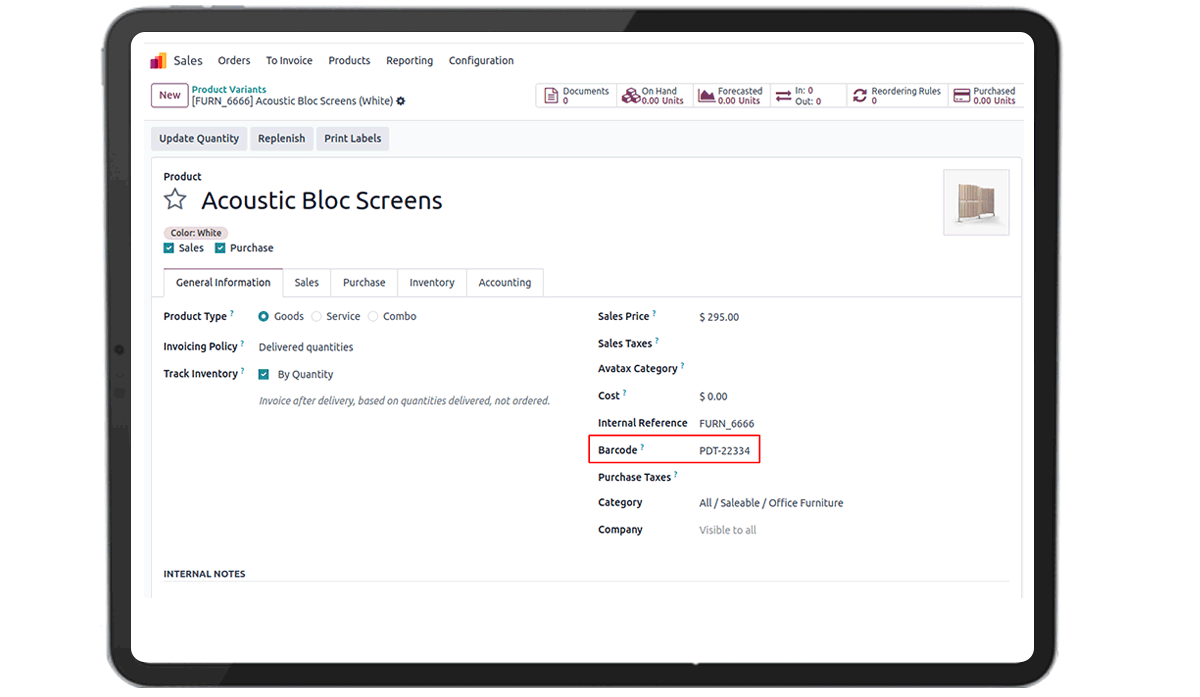 Sales Orders To Invoice Products Reporting Configuration
New
Product Variants
[FURN_6666] Acoustic Bloc Screens (White)
Documents
0
On Hand
0.00 Units
Forecasted
0.00 Units
In: 0
Out: 0
Reordering Rules
0
Purchased
0.00 Units
Update Quantity Replenish Print Labels
Product
Acoustic Bloc Screens
Color: White
Sales Purchase
General Information Sales Purchase Inventory Accounting
Product Type ? Goods Service Combo
Invoicing Policy ? Delivered quantities
Track Inventory ? By Quantity
Invoice after delivery, based on quantities delivered, not ordered.
Sales Price ? $ 295.00
Sales Taxes ?
Avatax Category ?
Cost ? $ 0.00
Internal Reference FURN_6666
Barcode ? PDT-22334
Purchase Taxes ?
Category All / Saleable / Office Furniture
Company Visible to all
INTERNAL NOTES